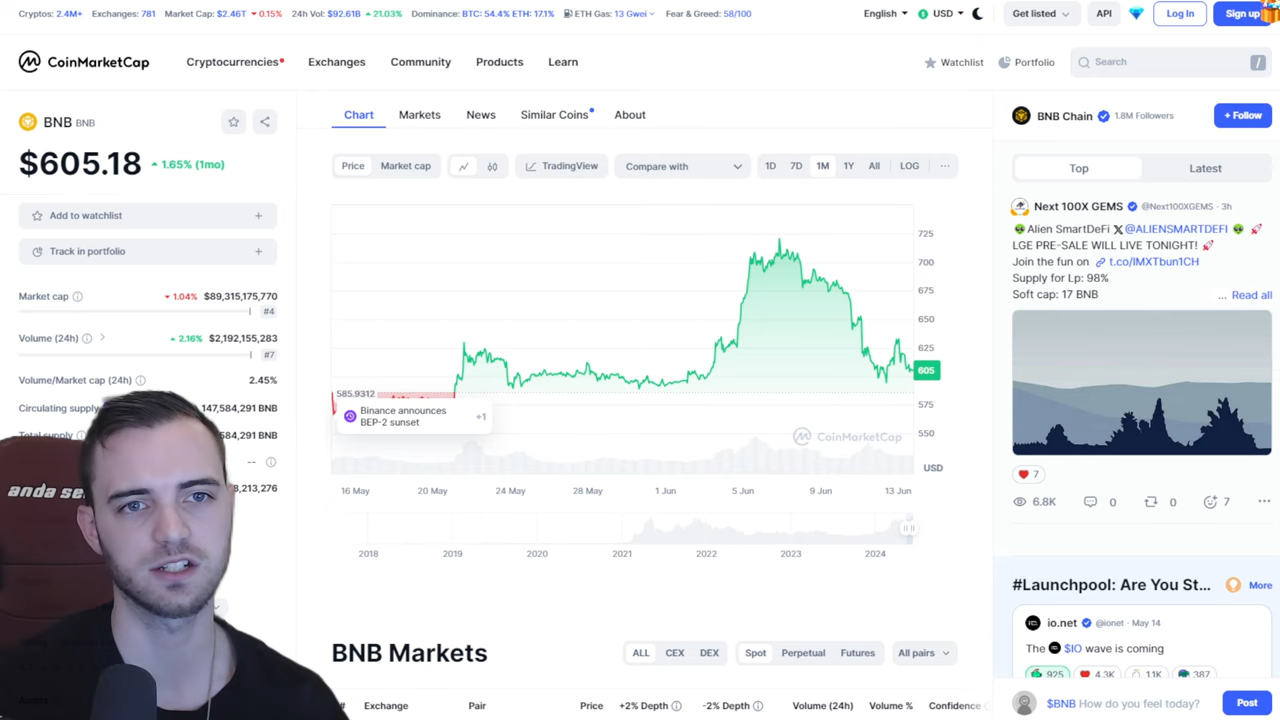 Cryptos: 2.4M+ Exchanges: 781 Market Cap: $2.46T 0.15% 24h Vol: $92.61B 21.03% Dominance: BTC: 54.4% ETH: 17.1% ETH Gas: 13 Gwei Fear & Greed: 58/100 English USD Get listed API Log In Sign up
CoinMarketCap Cryptocurrencies Exchanges Community Products Learn Watchlist Portfolio Search /
BNB BNB
$605.18 1.65% (1mo)
Add to watchlist +
Track in portfolio +
Market cap 1.04% $89,315,175,770
#4
Volume (24h) 2.16% $2,192,155,283
#7
Volume/Market cap (24h) 2.45%
Circulating supply 147,584,291 BNB
Total supply 584,291 BNB
--
8,213,276
anda se
Chart Markets News Similar Coins About
Price Market cap TradingView Compare with 1D 7D 1M 1Y All LOG ...
725
700
675
650
625
605
575
550
USD
585.9312
Binance announces
BEP-2 sunset
+1
CoinMarketCap
16 May 20 May 24 May 28 May 1 Jun 5 Jun 9 Jun 13 Jun
2018 2019 2020 2021 2022 2023 2024
BNB Markets ALL CEX DEX Spot Perpetual Futures All pairs
# Exchange Pair Price +2% Depth -2% Depth Volume (24h) Volume % Confidence
BNB Chain 1.8M Followers + Follow
Top Latest
Next 100X GEMS @Next100XGEMS · 3h
Alien SmartDeFi 𝕏 @ALIENSMARTDEFI
LGE PRE-SALE WILL LIVE TONIGHT!
Join the fun on t.co/IMXTbun1CH
Supply for Lp: 98%
Soft cap: 17 BNB ... Read all
7
6.8K 0 0 7 ...
#Launchpool: Are You St... More
io.net @ionet · May 14
The $IO wave is coming
925 4.3K 1.1K 387
$BNB How do you feel today? Post